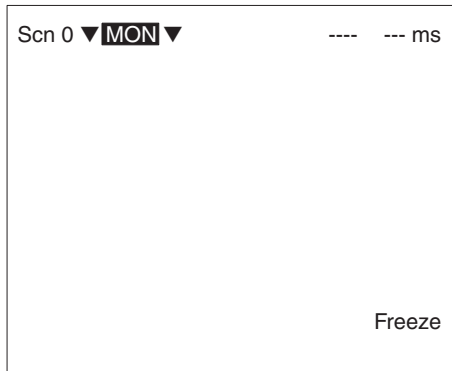 Scn 0 ▼ MON ▼ ---- --- ms
Freeze